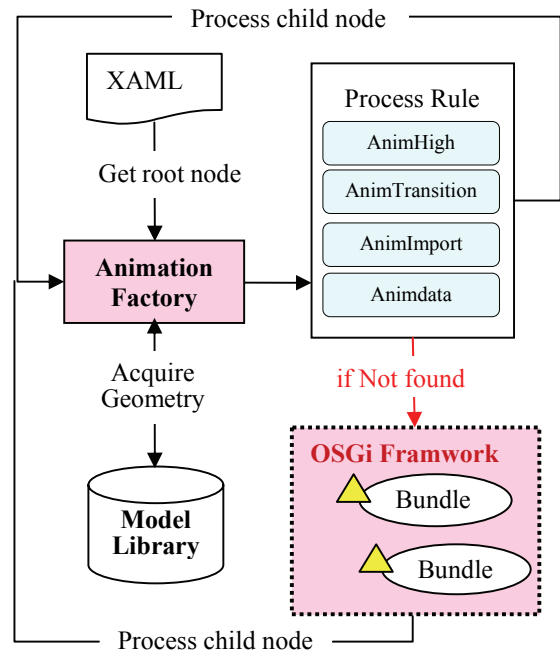 Process child node
XAML
Process Rule
AnimHigh
Get root node
AnimTransition
AnimImport
Animation
Factory
Animdata
Acquire
Geometry
if Not found
OSGi Framwork
Bundle
Model
Library
Bundle
Process child node